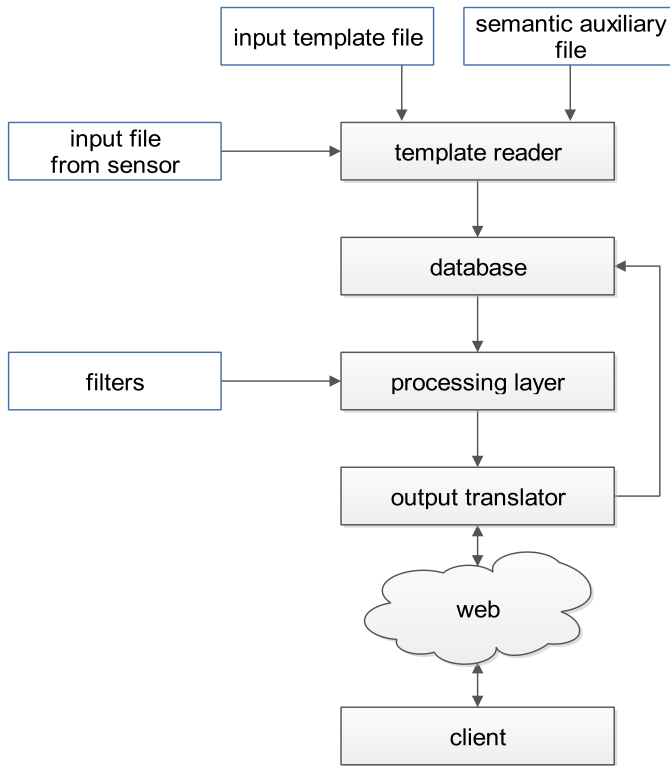 input template file
semantic auxiliary
file
input file
from sensor
template reader
database
filters
processing layer
output translator
web
client